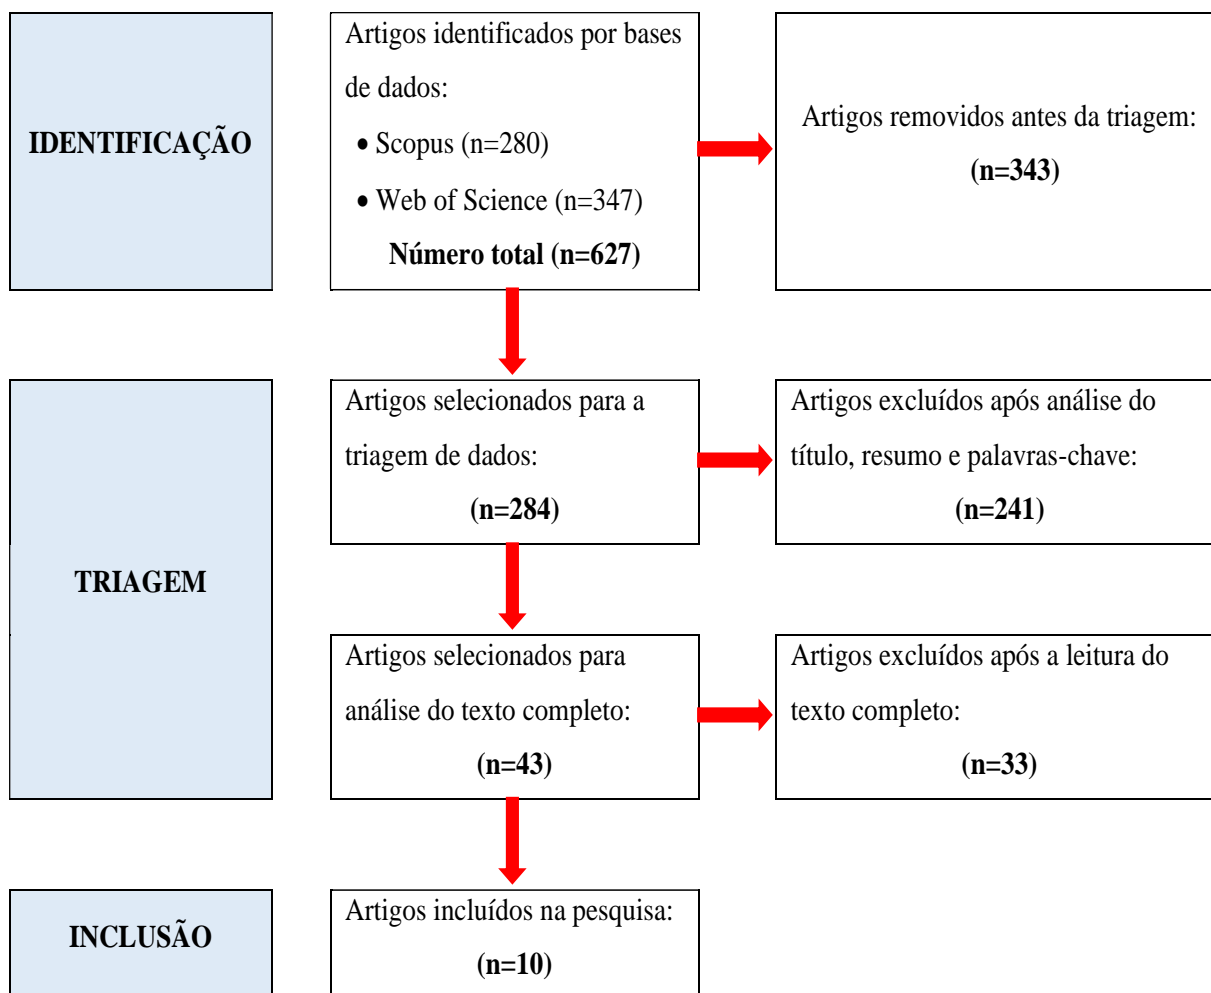 IDENTIFICAÇÃO
Artigos identificados por bases
de dados:
• Scopus (n=280)
• Web of Science (n=347)
Número total (n=627)
Artigos removidos antes da triagem:
(n=343)
TRIAGEM
Artigos selecionados para a
triagem de dados:
(n=284)
Artigos excluídos após análise do
título, resumo e palavras-chave:
(n=241)
Artigos selecionados para
análise do texto completo:
(n=43)
Artigos excluídos após a leitura do
texto completo:
(n=33)
INCLUSÃO
Artigos incluídos na pesquisa:
(n=10)